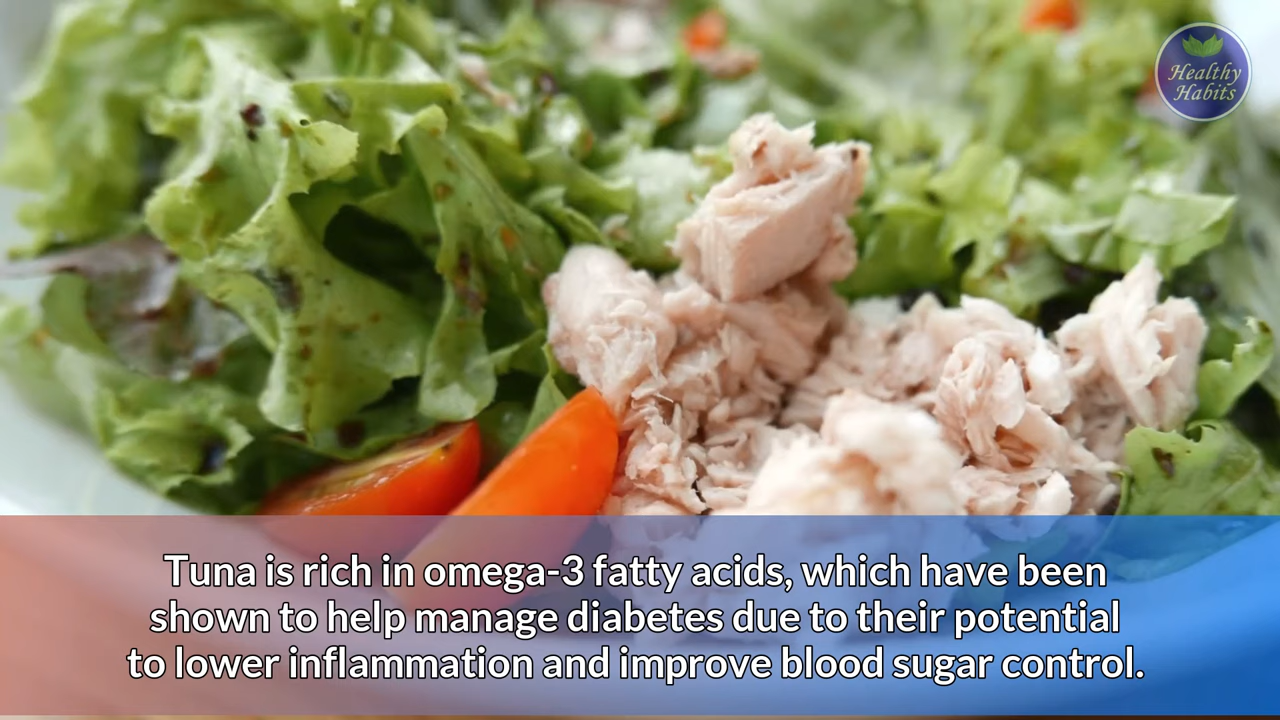 Healthy
Habits
Tuna is rich in omega-3 fatty acids, which have been
shown to help manage diabetes due to their potential
to lower inflammation and improve blood sugar control.